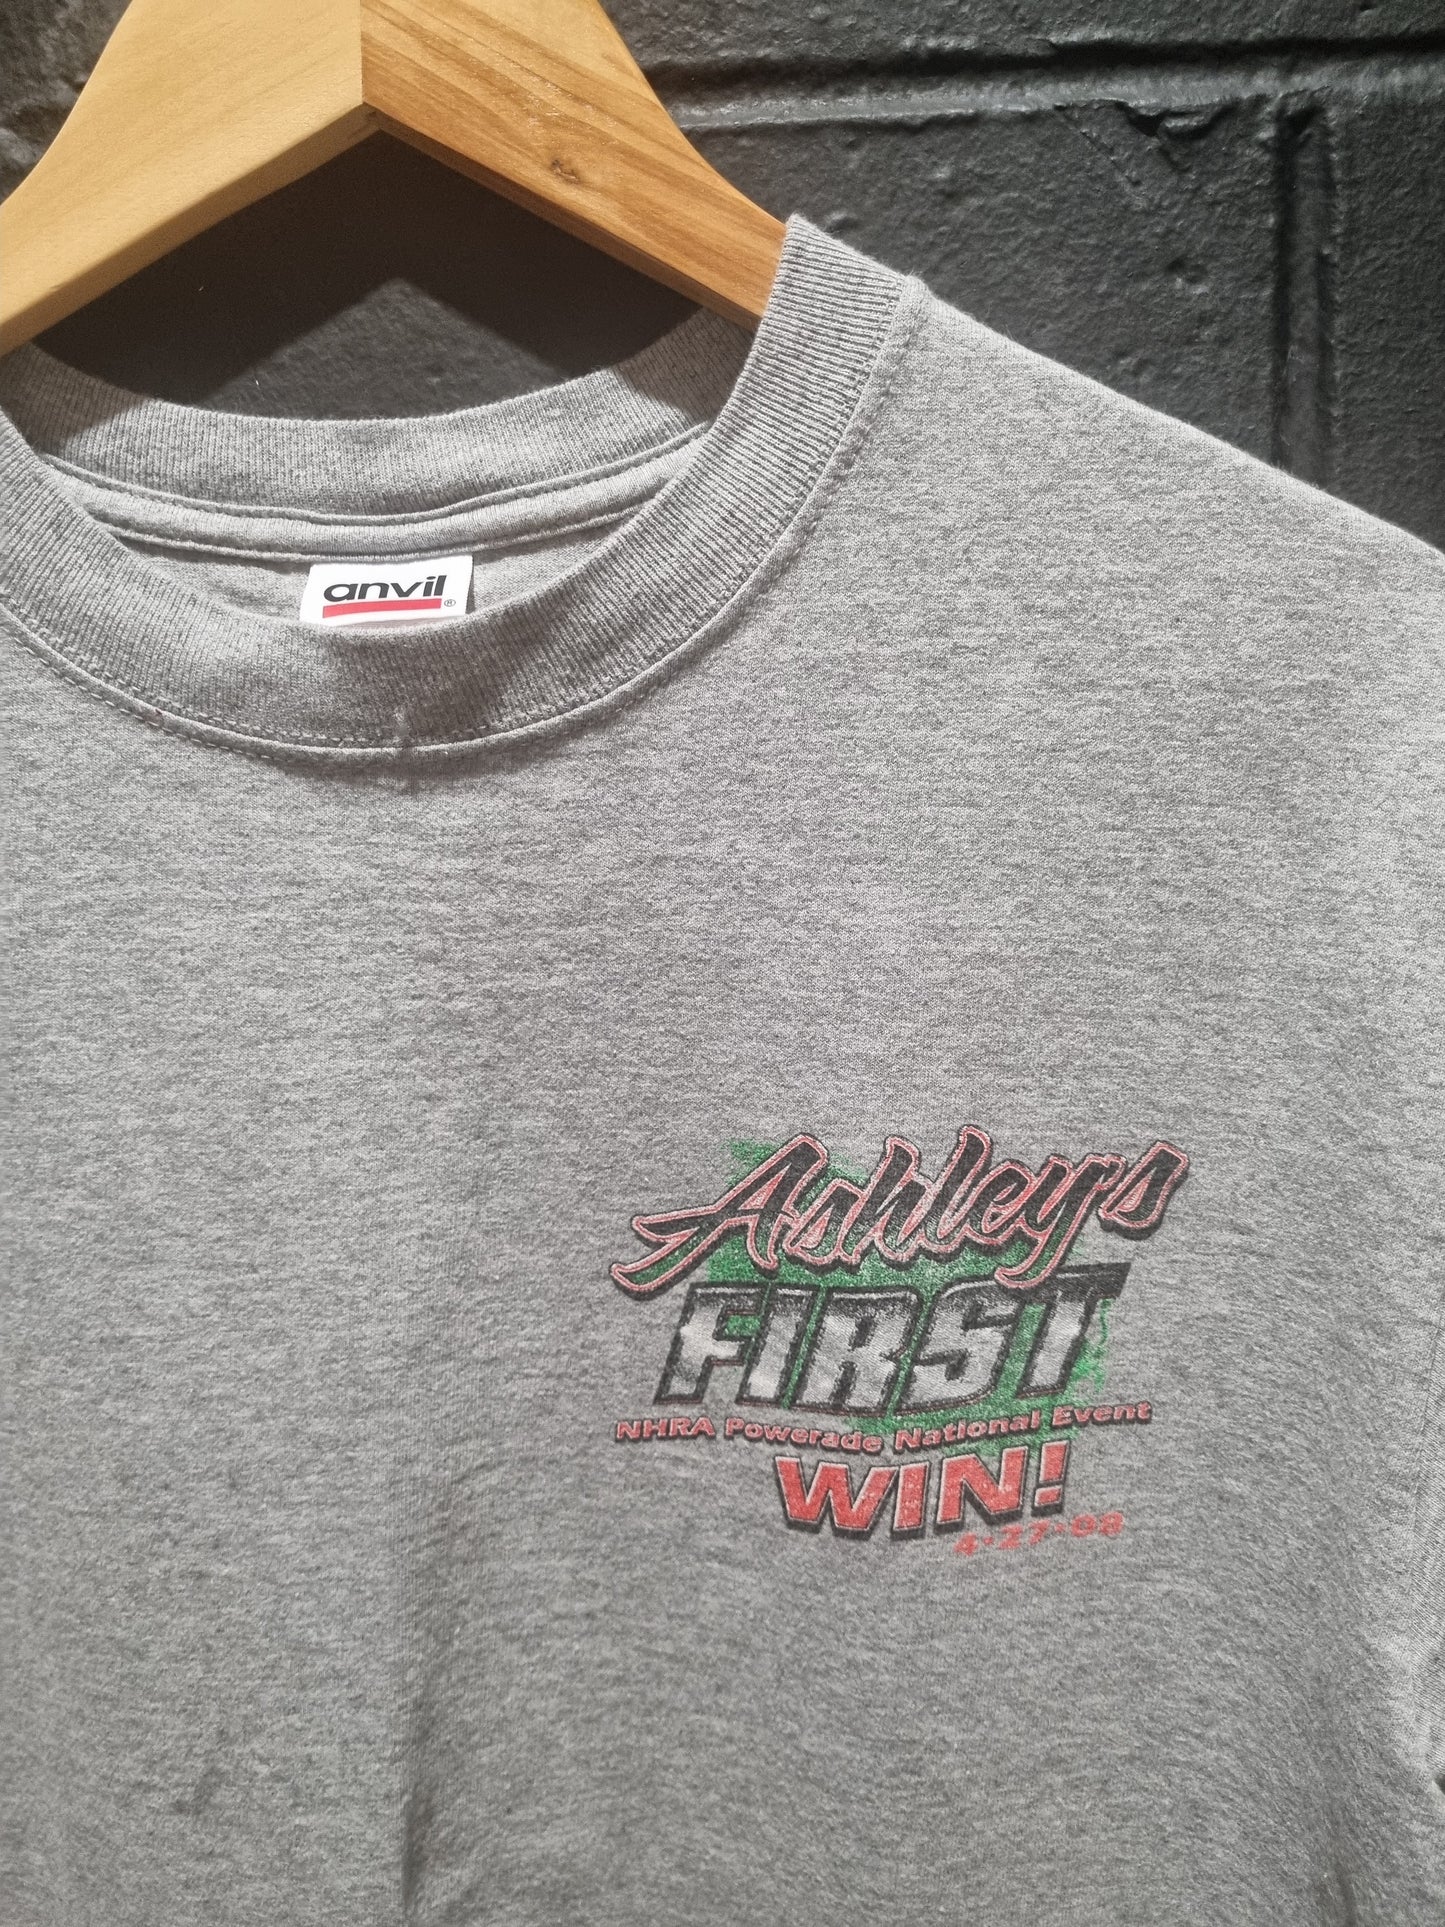 anvil®
Ashley's
FIRST
NHRA Powerade National Event
WIN!
4-27-08